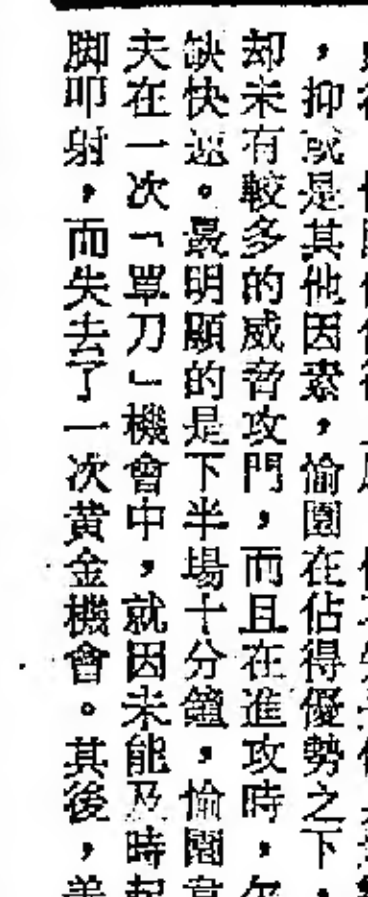 ，抑或是其他因素，愉園在佔得優勢之下，
却未有較多的威脅攻門，而且在進攻時，欠
缺快速。最明顯的是下半場十分鐘，愉園韋
夫在一次「單刀」機會中，就因未能及時起
脚叩射，而失去了一次黃金機會。其後，